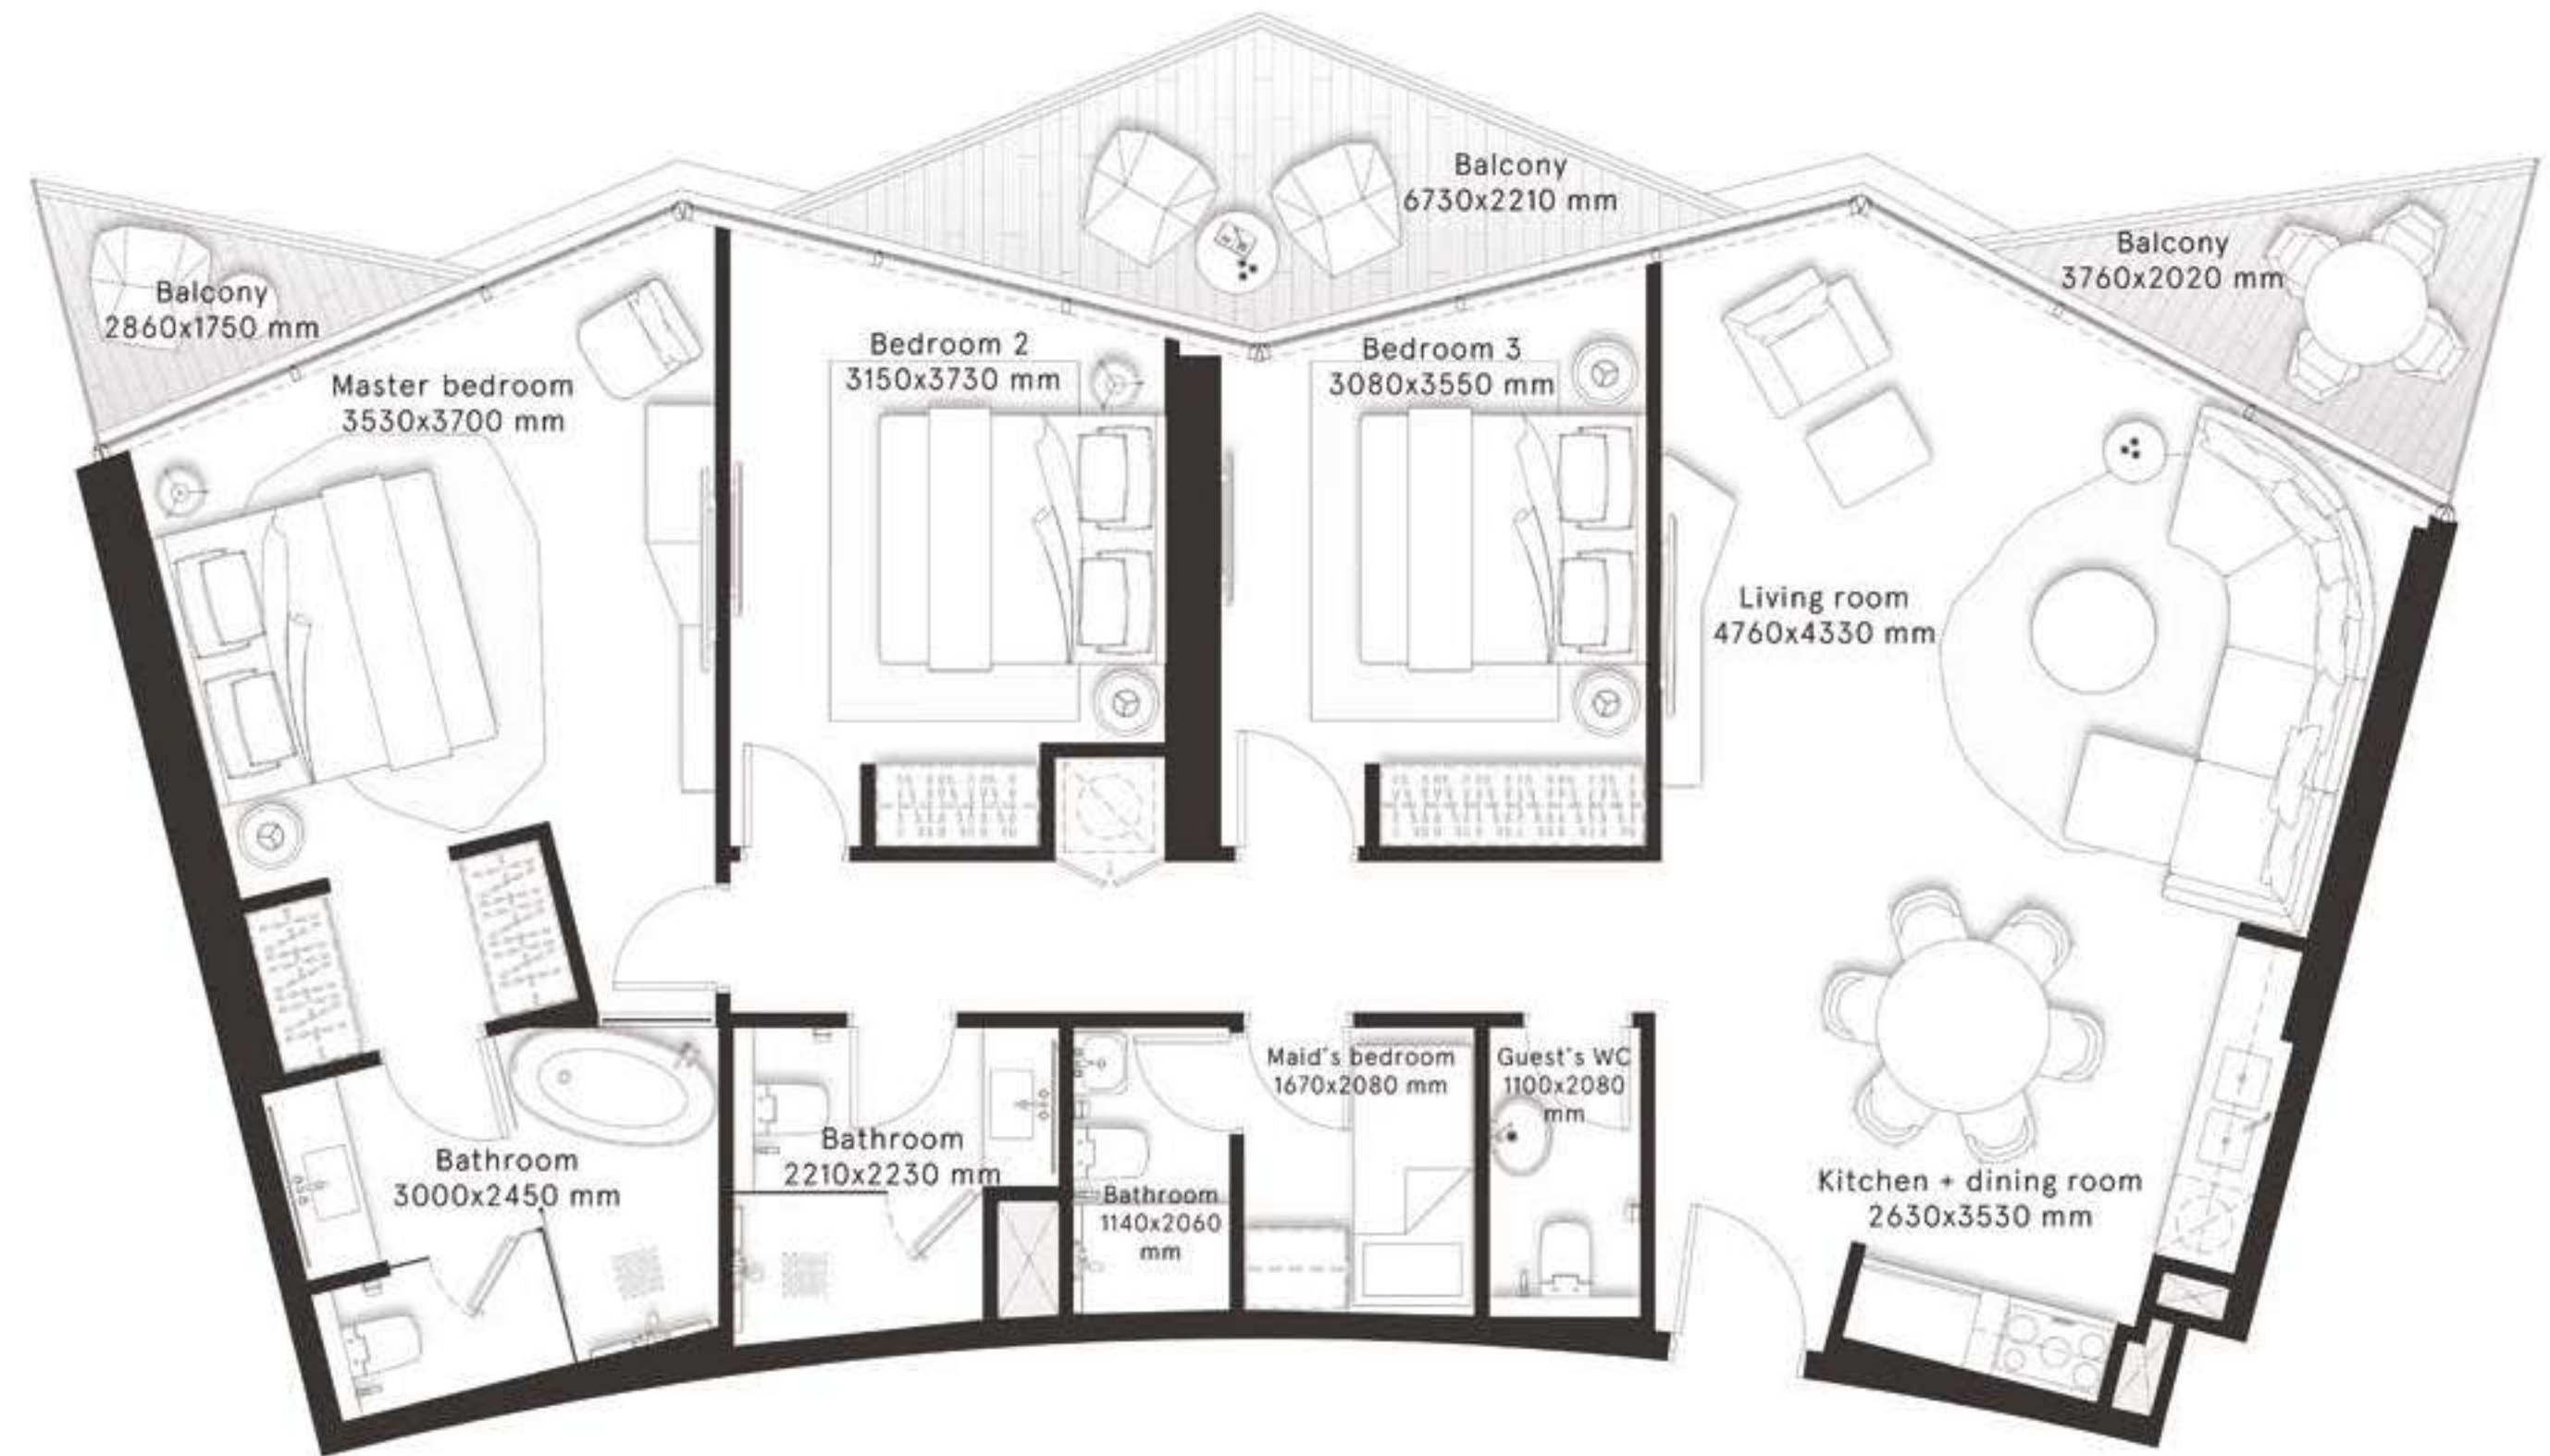 Balcony
6730x2210 mm
Balcony
2860x1750 mm
Balcony
3760x2020 mm
Master bedroom
3530x3700 mm
Bedroom 2
3150x3730 mm
Bedroom 3
3080x3550 mm
Living room
4760x4330 mm
Bathroom
3000x2450 mm
Bathroom
2210x2230 mm
Bathroom
1140x2060
mm
Maid's bedroom
1670x2080 mm
Guest's WC
1100x2080
mm
Kitchen + dining room
2630x3530 mm